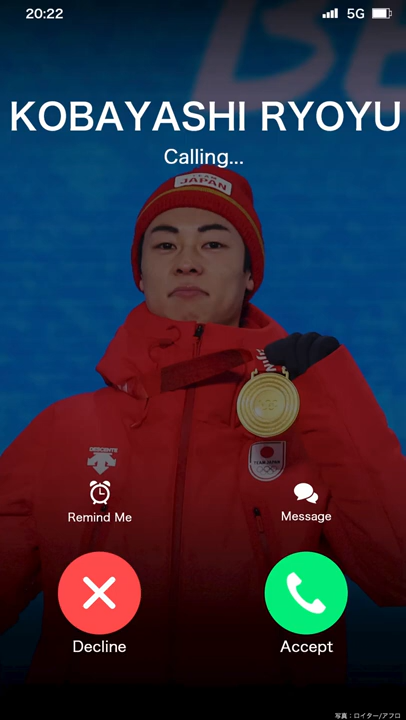 20:22
5G
KOBAYASHI RYOYU
Calling...
TEAM
JAPAN
DESCENTE
TEAM JAPAN
Remind Me
Message
Decline
Accept
写真：ロイター/アフロ